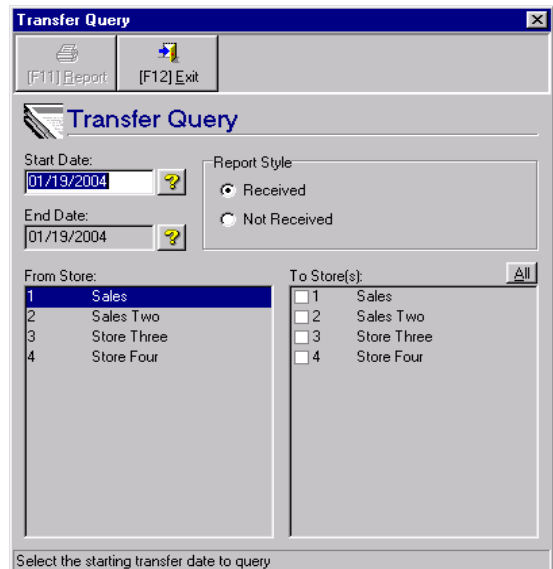 Transfer Query
[F11] Report [F12] Exit
Transfer Query
Start Date:
01/19/2004
Report Style
Received
Not Received
End Date:
01/19/2004
From Store:
1 Sales
2 Sales Two
3 Store Three
4 Store Four
To Store(s):
All
1 Sales
2 Sales Two
3 Store Three
4 Store Four
Select the starting transfer date to query